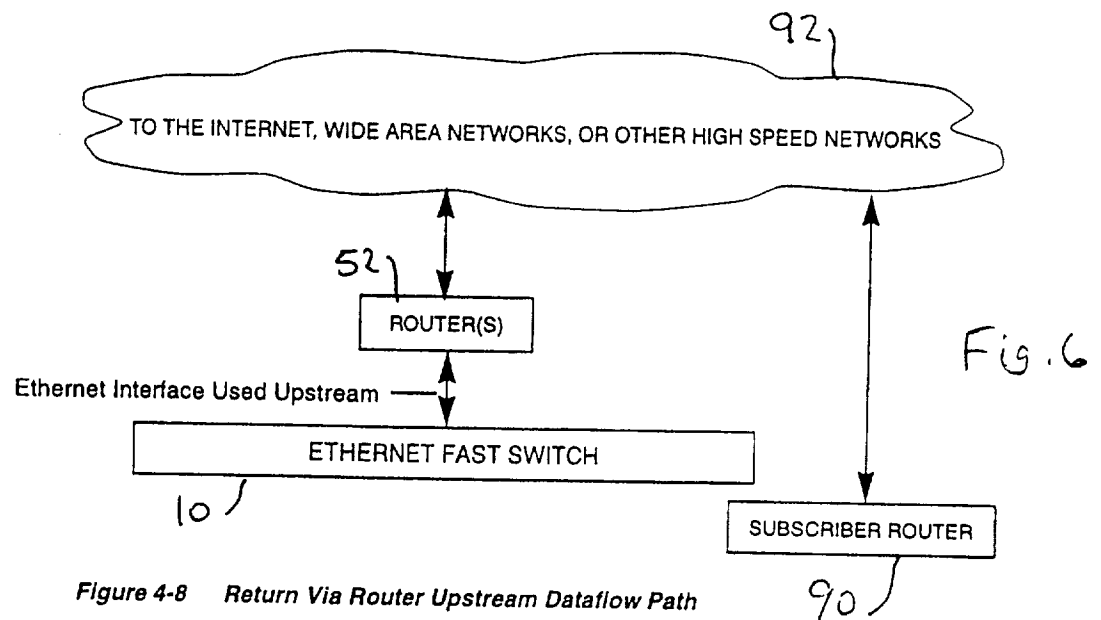 92
TO THE INTERNET, WIDE AREA NETWORKS, OR OTHER HIGH SPEED NETWORKS
52
ROUTER(S)
Fig. 6
Ethernet Interface Used Upstream
ETHERNET FAST SWITCH
10
SUBSCRIBER ROUTER
Figure 4-8 Return Via Router Upstream Dataflow Path
90